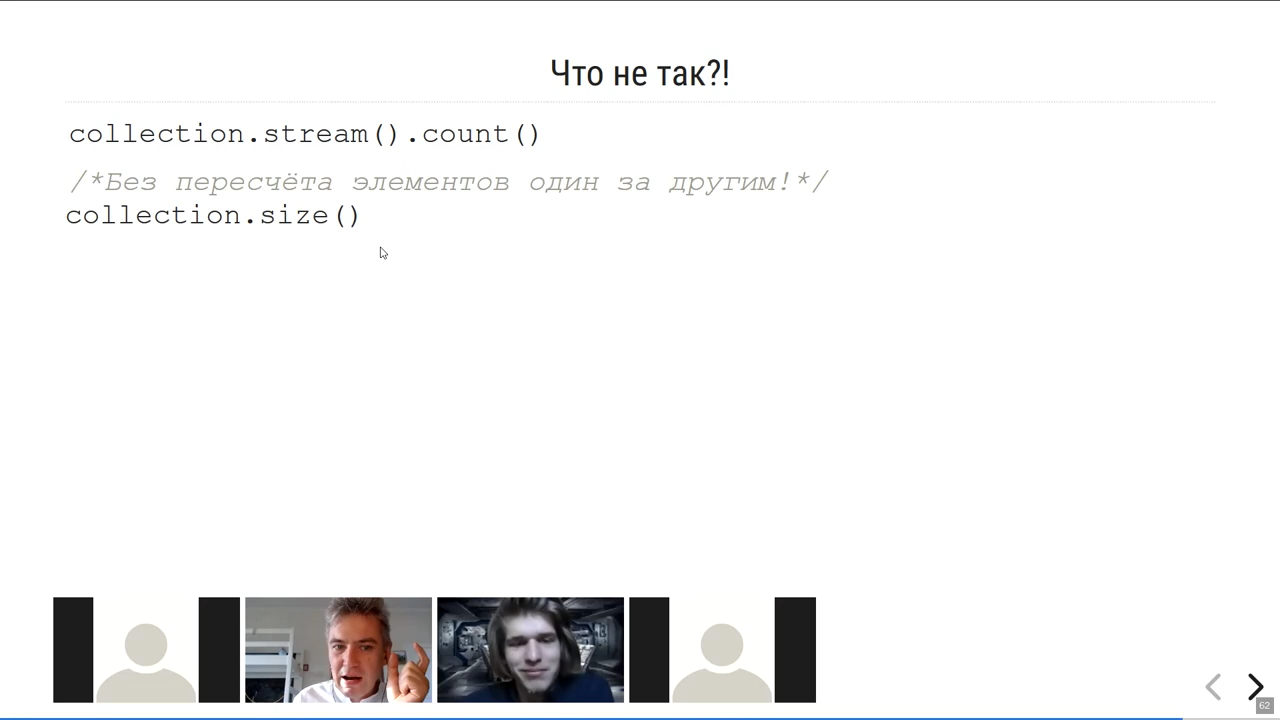 Что не так?!
collection.stream().count()
/*Без пересчёта элементов один за другим!*/
collection.size()
62